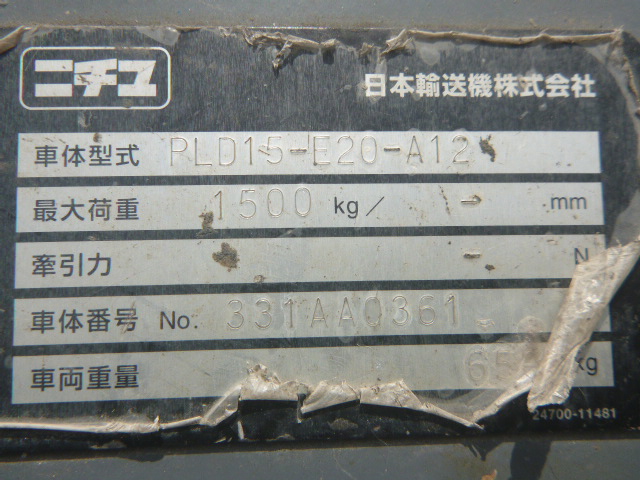 ニチユ
日本輸送機株式会社
車体型式 PLD15-E20-A12
最大荷重 1500 kg/ - mm
牽引力 - N
車体番号 No. 331AA0361
車両重量 kg
24700-11481